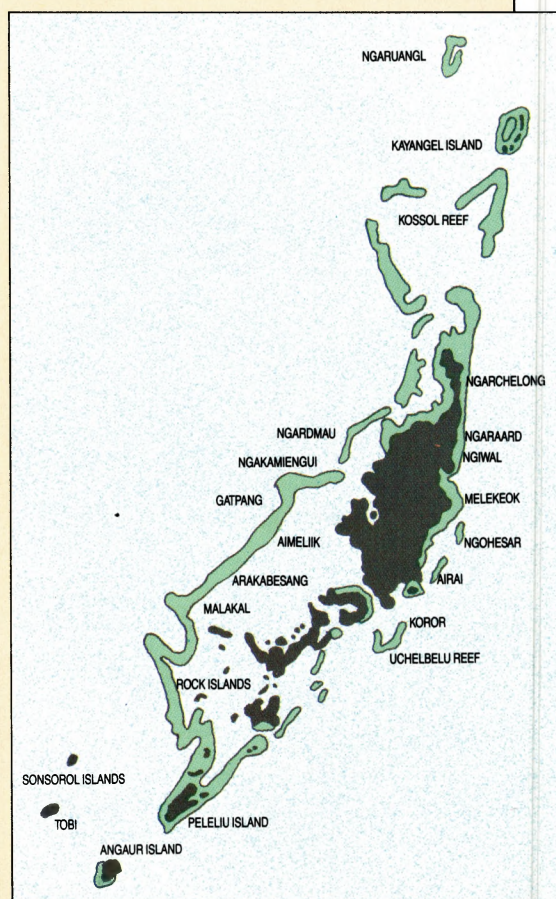 NGARUANGL
KAYANGEL ISLAND
KOSSOL REEF
NGARCHELONG
NGARDMAU
NGARAARD
NGIWAL
NGAKAMIENGUI
GATPANG
MELEKEOK
AIMELIIK
NGOHESAR
ARAKABESANG
AIRAI
MALAKAL
KOROR
UCHELBELU REEF
ROCK ISLANDS
SONSOROL ISLANDS
TOBI
PELELIU ISLAND
ANGAUR ISLAND